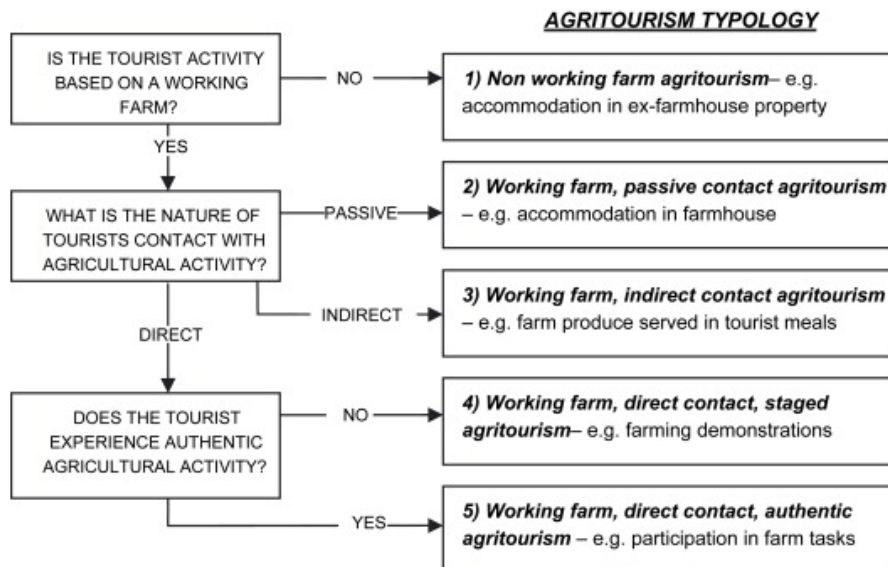 AGRITOURISM TYPOLOGY
IS THE TOURIST ACTIVITY
BASED ON A WORKING
FARM?
NO
1) Non working farm agritourism– e.g.
accommodation in ex-farmhouse property
YES
WHAT IS THE NATURE OF
TOURISTS CONTACT WITH
AGRICULTURAL ACTIVITY?
PASSIVE
2) Working farm, passive contact agritourism
– e.g. accommodation in farmhouse
INDIRECT
3) Working farm, indirect contact agritourism
– e.g. farm produce served in tourist meals
DIRECT
DOES THE TOURIST
EXPERIENCE AUTHENTIC
AGRICULTURAL ACTIVITY?
NO
4) Working farm, direct contact, staged
agritourism– e.g. farming demonstrations
YES
5) Working farm, direct contact, authentic
agritourism – e.g. participation in farm tasks